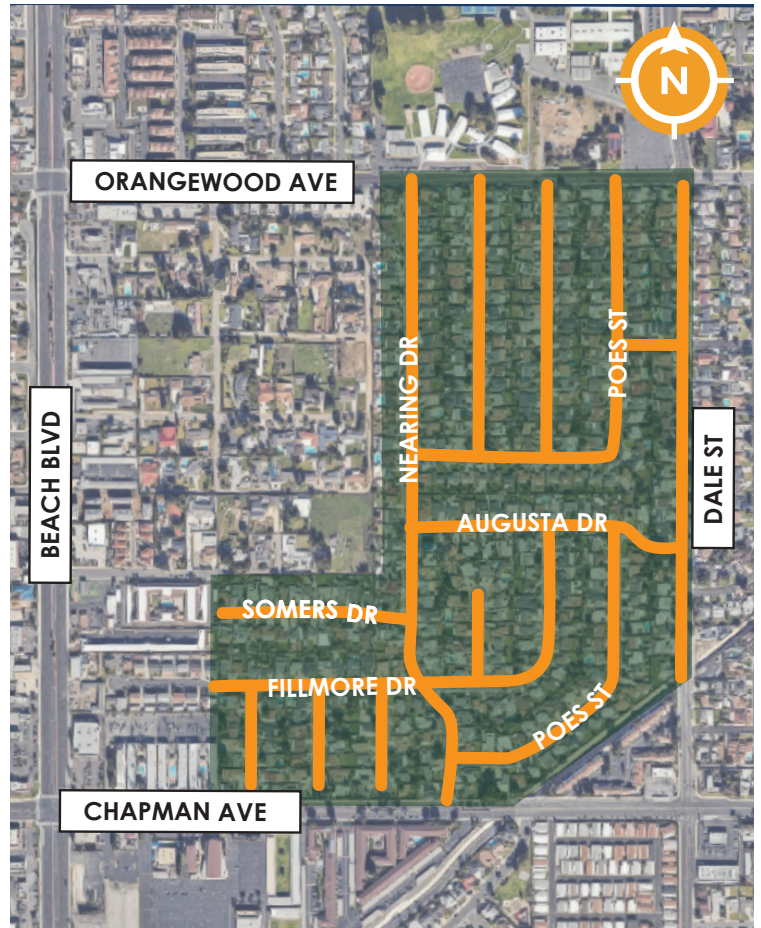 N
ORANGEWOOD AVE
NEARING DR
POES ST
BEACH BLVD
DALE ST
AUGUSTA DR
SOMERS DR
FILLMORE DR
POES ST
CHAPMAN AVE